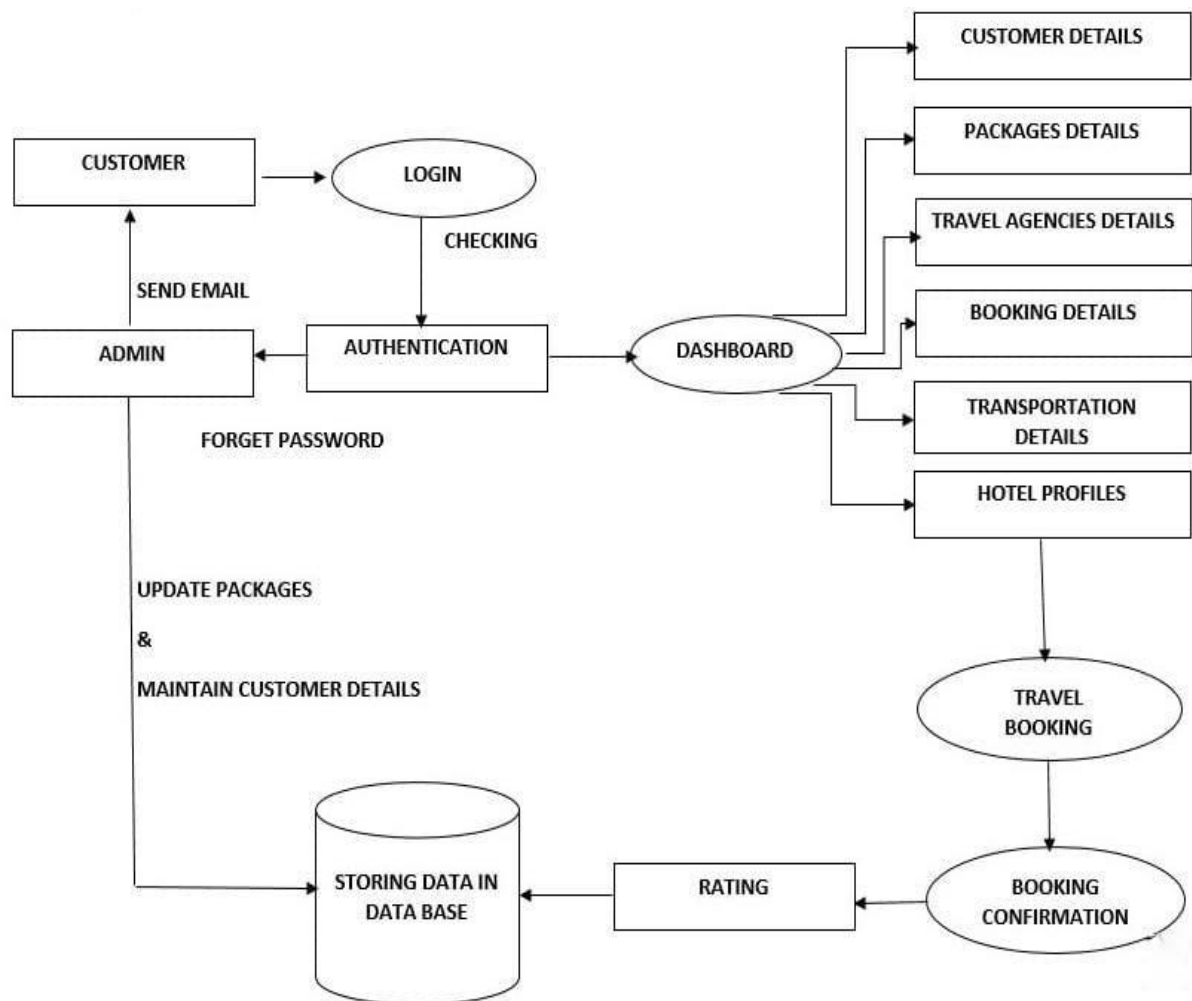 CUSTOMER DETAILS
PACKAGES DETAILS
CUSTOMER
LOGIN
TRAVEL AGENCIES DETAILS
CHECKING
SEND EMAIL
BOOKING DETAILS
ADMIN
AUTHENTICATION
DASHBOARD
TRANSPORTATION
DETAILS
FORGET PASSWORD
HOTEL PROFILES
UPDATE PACKAGES
&
MAINTAIN CUSTOMER DETAILS
TRAVEL
BOOKING
STORING DATA IN
DATA BASE
RATING
BOOKING
CONFIRMATION